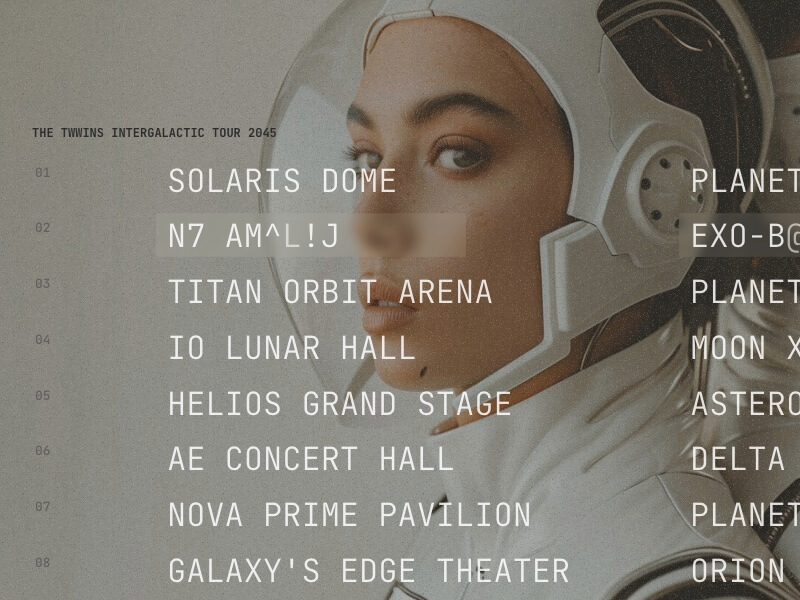 THE TWWINS INTERGALACTIC TOUR 2045
01 SOLARIS DOME PLANET
02 N7 AM^L!J EXO-B@
03 TITAN ORBIT ARENA PLANET
04 IO LUNAR HALL MOON X
05 HELIOS GRAND STAGE ASTERO
06 AE CONCERT HALL DELTA
07 NOVA PRIME PAVILION PLANET
08 GALAXY'S EDGE THEATER ORION